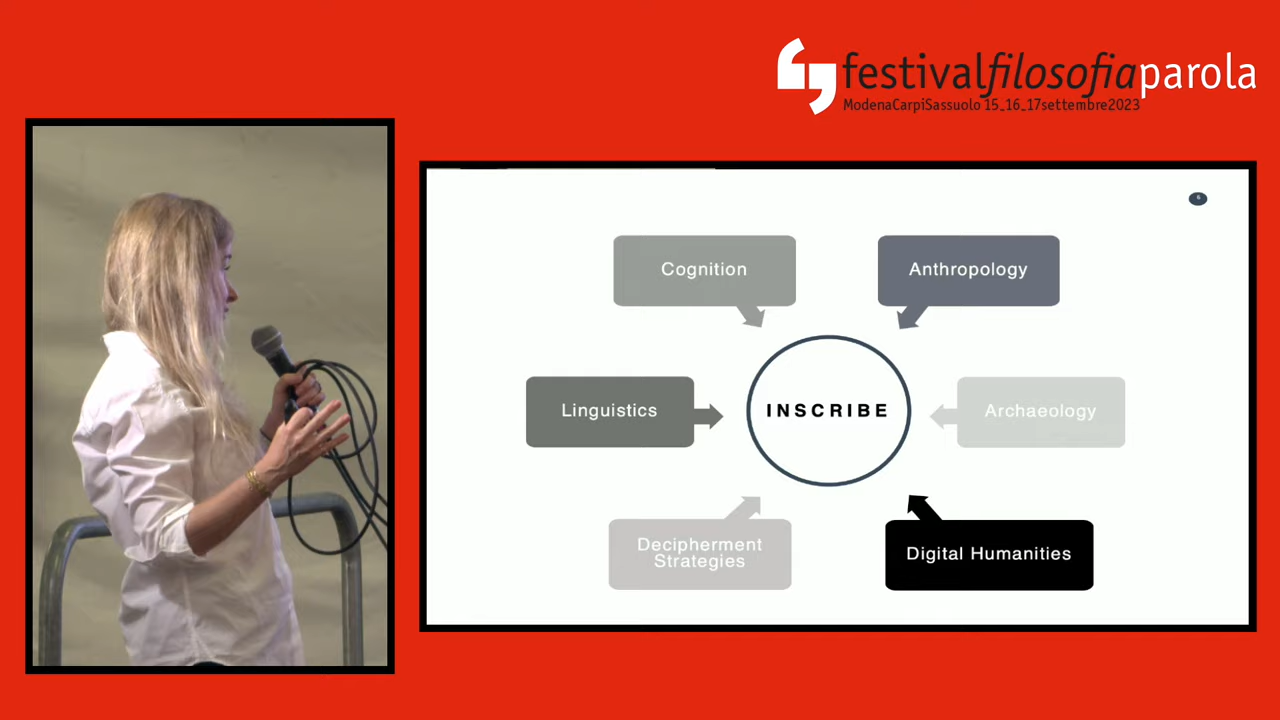 festivalfilosofiaparola
ModenaCarpiSassuolo 15_16_17settembre2023
Cognition
Anthropology
Linguistics
INSCRIBE
Archaeology
Decipherment
Strategies
Digital Humanities